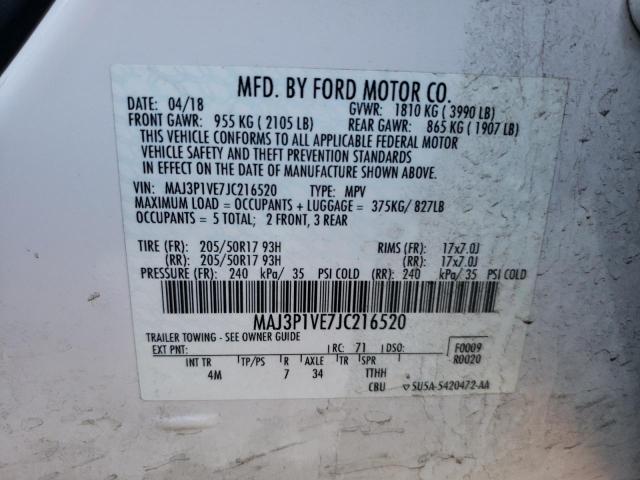 MFD. BY FORD MOTOR CO.
DATE: 04/18 GVWR: 1810 KG ( 3990 LB)
FRONT GAWR: 955 KG ( 2105 LB) REAR GAWR: 865 KG ( 1907 LB)
THIS VEHICLE CONFORMS TO ALL APPLICABLE FEDERAL MOTOR
VEHICLE SAFETY AND THEFT PREVENTION STANDARDS
IN EFFECT ON THE DATE OF MANUFACTURE SHOWN ABOVE.
VIN: MAJ3P1VE7JC216520 TYPE: MPV
MAXIMUM LOAD = OCCUPANTS + LUGGAGE = 375KG/ 827LB
OCCUPANTS = 5 TOTAL; 2 FRONT, 3 REAR
TIRE (FR): 205/50R17 93H RIMS (FR): 17x7.0J
(RR): 205/50R17 93H (RR): 17x7.0J
PRESSURE (FR): 240 kPa/ 35 PSI COLD (RR): 240 kPa/ 35 PSI COLD
MAJ3P1VE7JC216520
TRAILER TOWING - SEE OWNER GUIDE
EXT PNT: RC: 71 DSO: F0009
R0020
INT TR TP/PS R AXLE TR SPR
4M 7 34 TTHH
CBU SU5A-5420472-AA